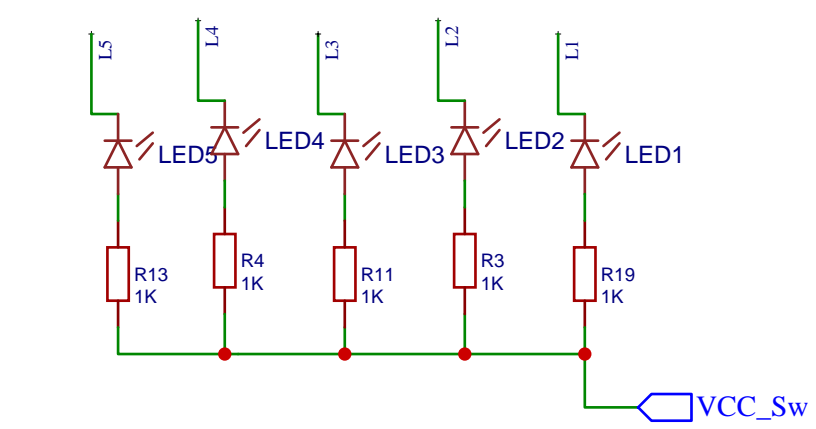 L5
L4
L3
L2
L1
LED5
LED4
LED3
LED2
LED1
R13
1K
R4
1K
R11
1K
R3
1K
R19
1K
VCC_Sw